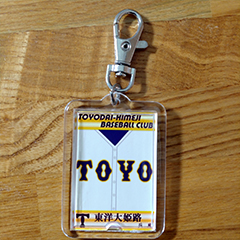 TOYODAI-HIMEJI
BASEBALL CLUB
TOYO
T 東洋大姫路